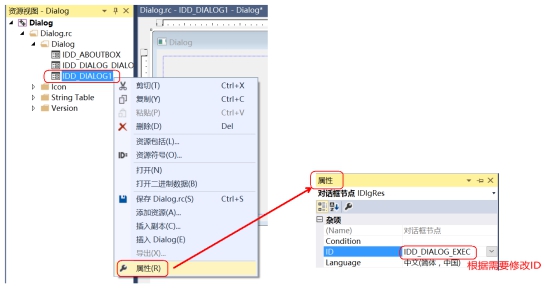 资源视图 - Dialog
Dialog.rc - IDD_DIALOG1 - Dialog*
Dialog
Dialog.rc
Dialog
IDD_ABOUTBOX
IDD_DIALOG_DIALO
IDD_DIALOG1
Icon
String Table
Version
Dialog
剪切(T) Ctrl+X
复制(Y) Ctrl+C
粘贴(P) Ctrl+V
删除(D) Del
资源包括(L)...
资源符号(O)...
打开(N)
打开二进制数据(B)
保存 Dialog.rc(S) Ctrl+S
添加资源(A)...
插入副本(C)...
插入 Dialog(E)
导出(X)...
属性(R)
属性
对话框节点 IDlgRes
杂项
(Name) 对话框节点
Condition
ID IDD_DIALOG_EXEC
Language 中文(简体，中国)
根据需要修改ID